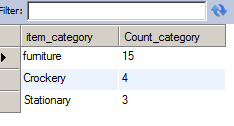 Filter:
item_category Count_category
furniture 15
Crockery 4
Stationary 3